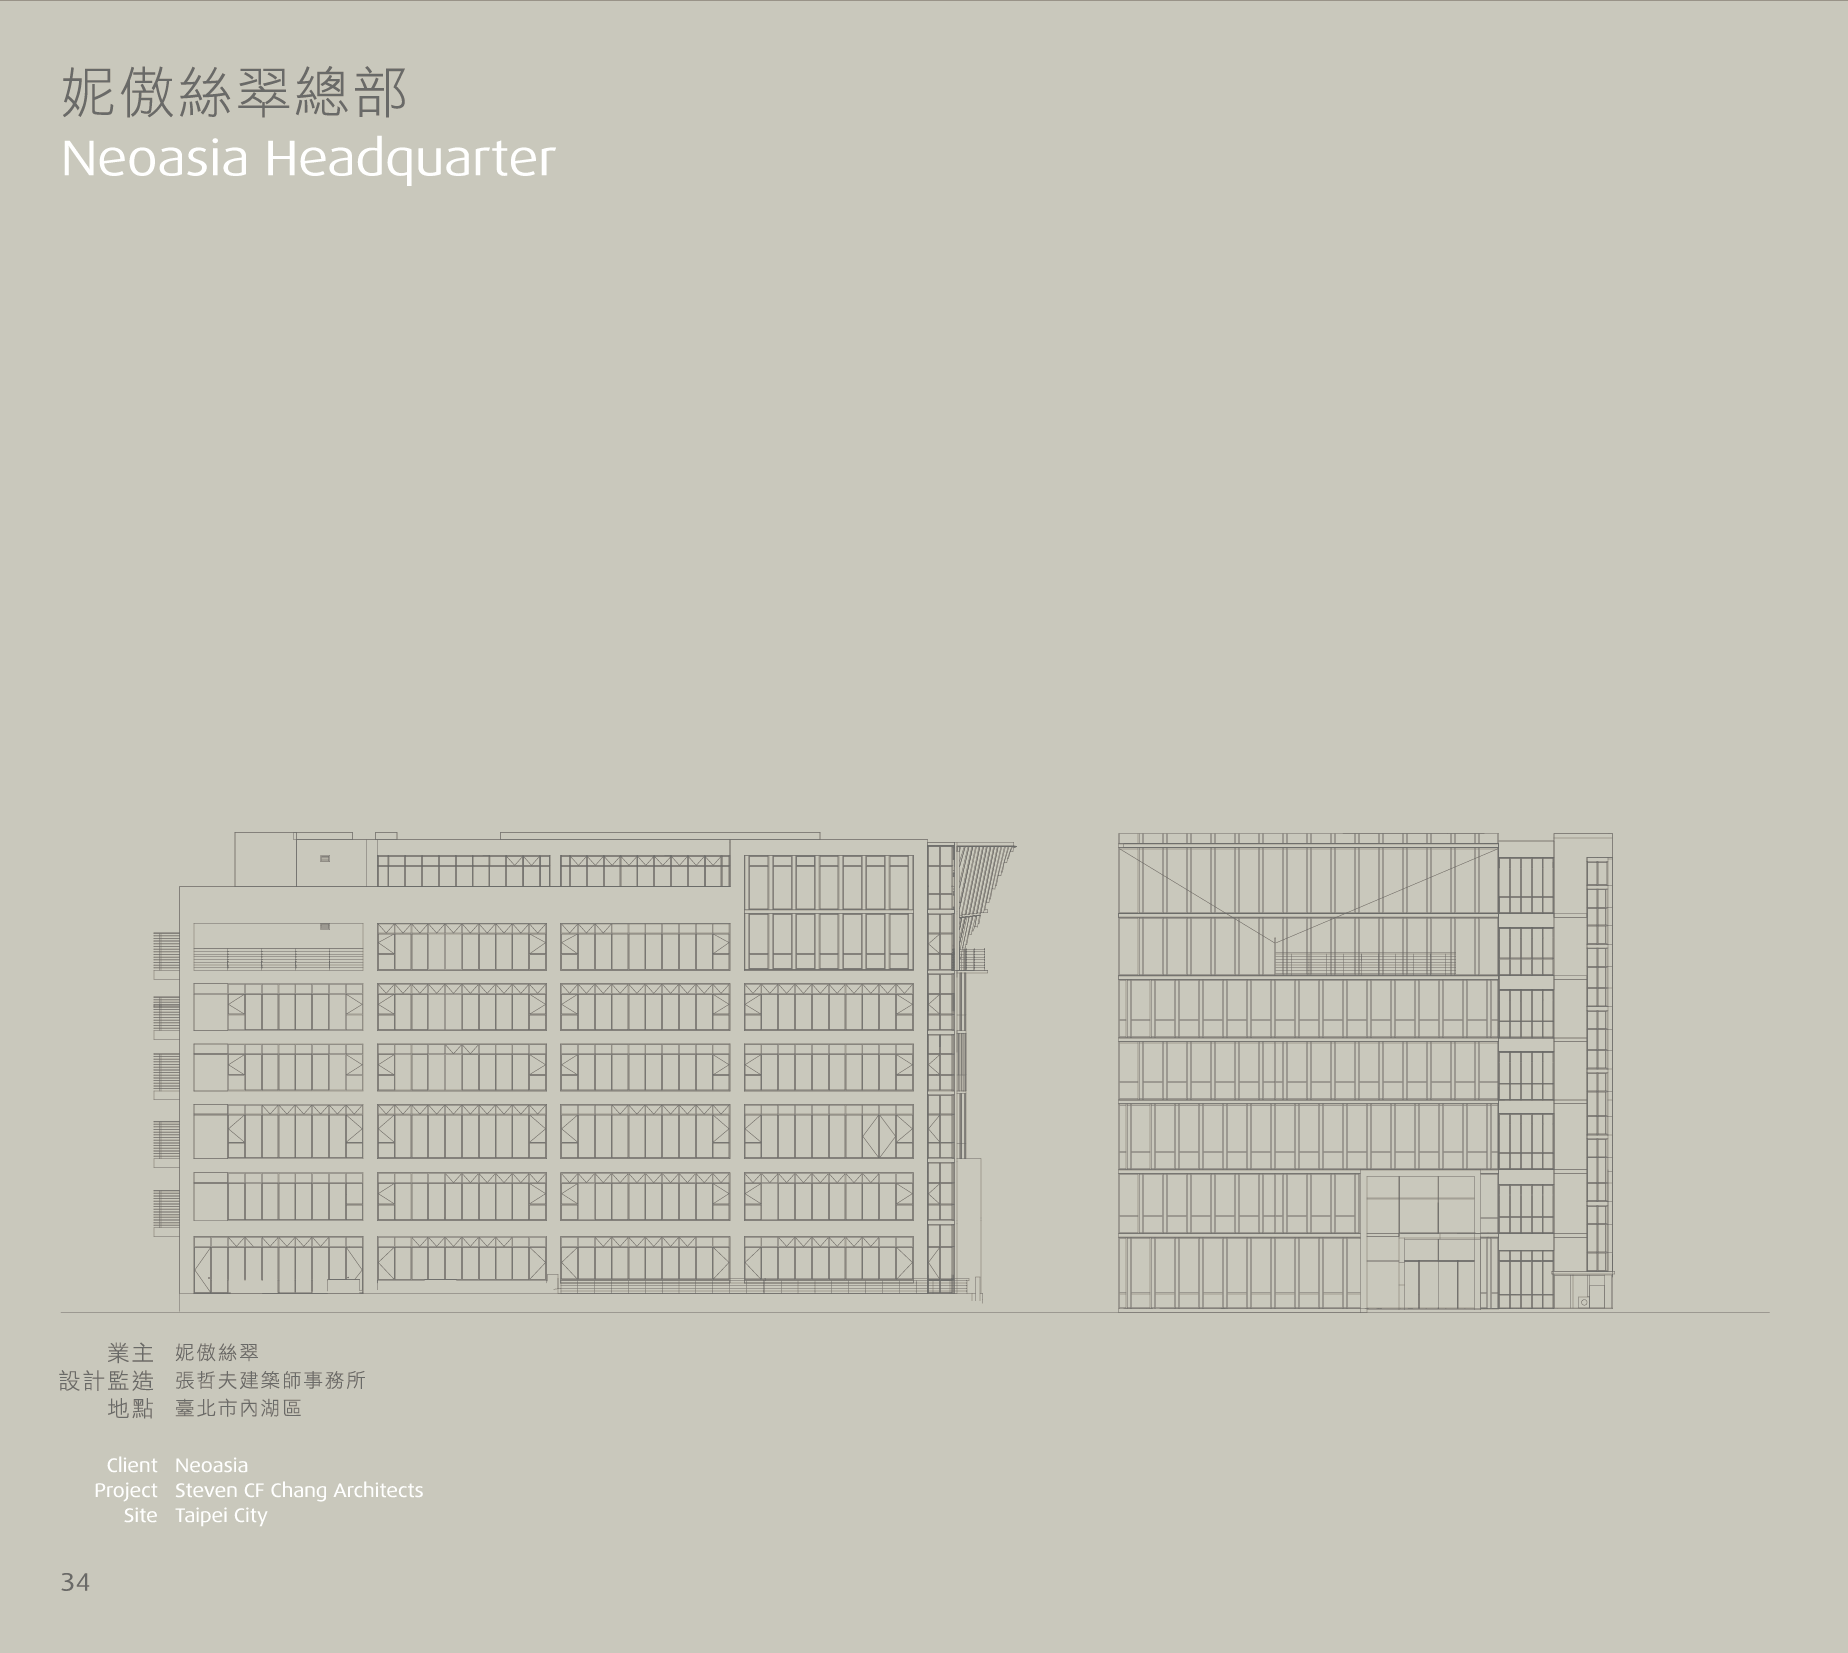 妮傲絲翠總部
Neoasia Headquarter
業主 妮傲絲翠
設計監造 張哲夫建築師事務所
地點 臺北市內湖區
Client Neoasia
Project Steven CF Chang Architects
Site Taipei City
34